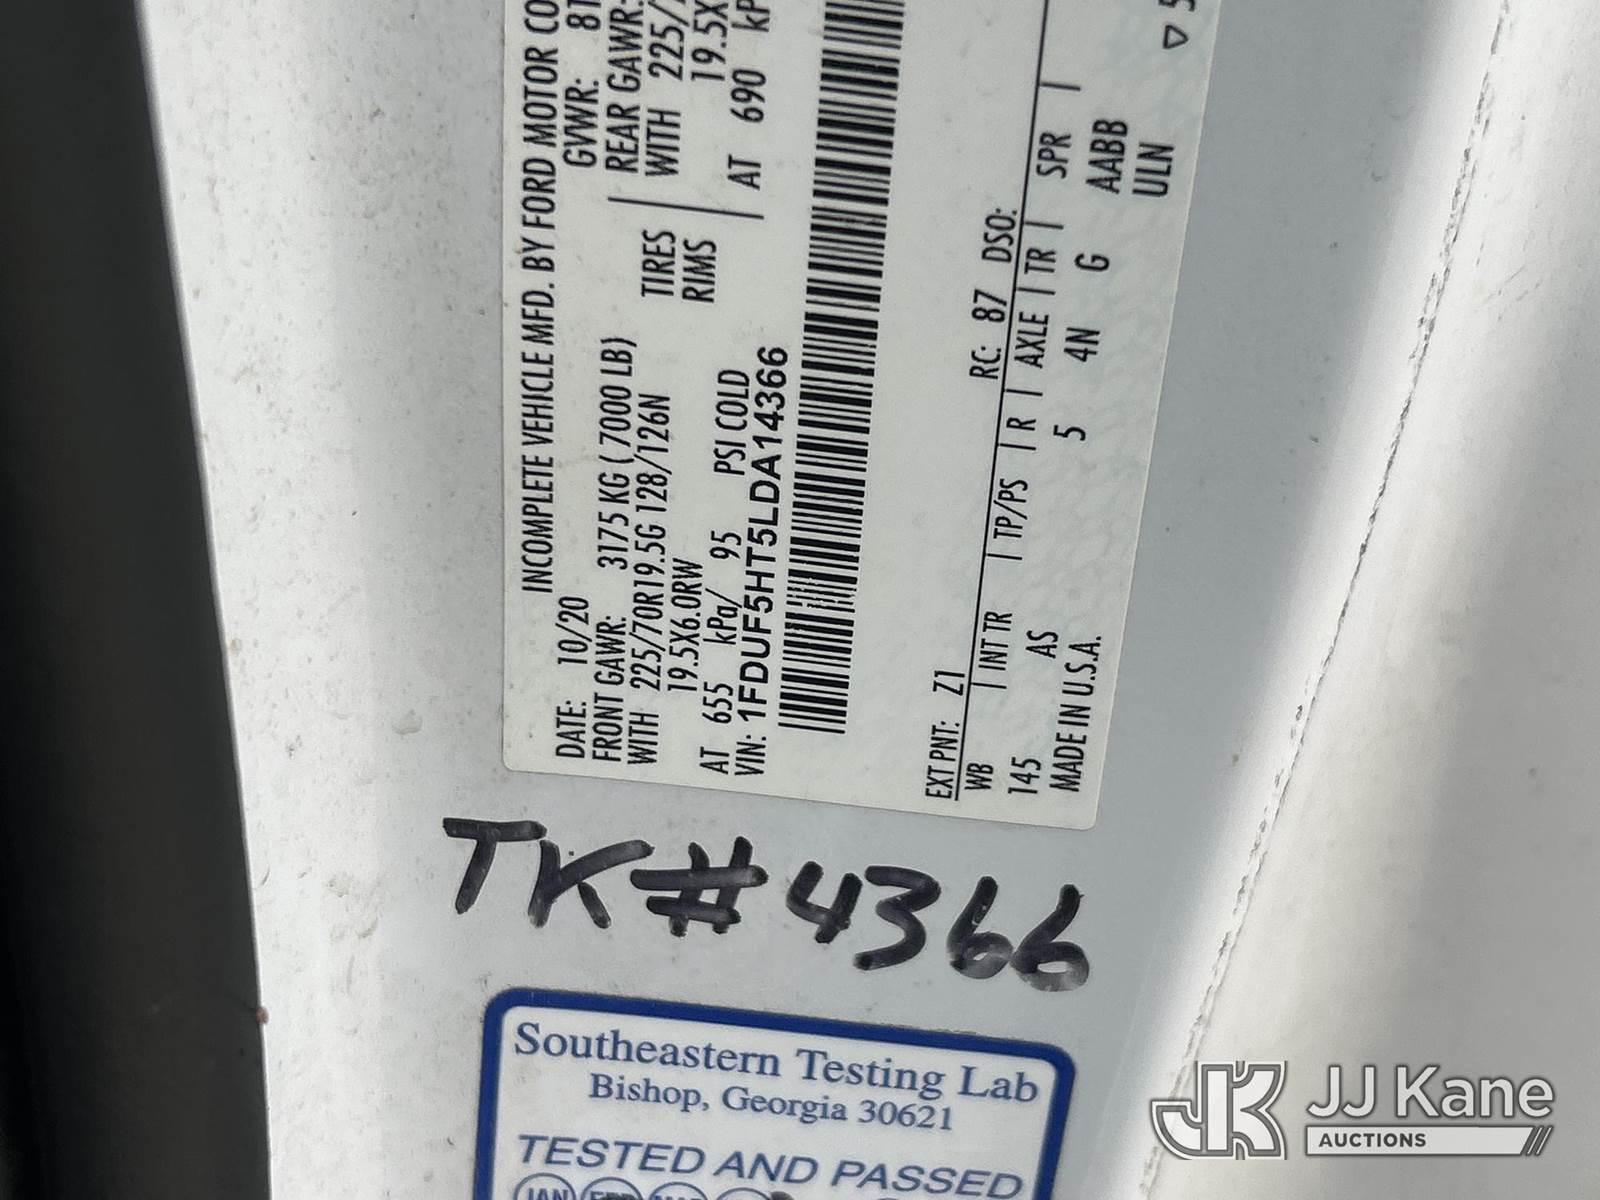 INCOMPLETE VEHICLE MFD. BY FORD MOTOR CO
DATE: 10/20 GVWR:
FRONT GAWR: 3175 KG ( 7000 LB) REAR GAWR:
WITH 225/70R19.5G 128/126N TIRES WITH 225/
19.5X6.0RW RIMS 19.5X
AT 655 kPa/ 95 PSI COLD AT 690
VIN: 1FDUF5HT5LDA14366
EXT PNT: Z1 RC: 87 DSO:
WB | INT TR | TP/PS | R | AXLE | TR | SPR |
145 AS 5 4N G AABB
MADE IN U.S.A. ULN
TK# 4366
Southeastern Testing Lab
Bishop, Georgia 30621
TESTED AND PASSED
JAN
JJ Kane
AUCTIONS